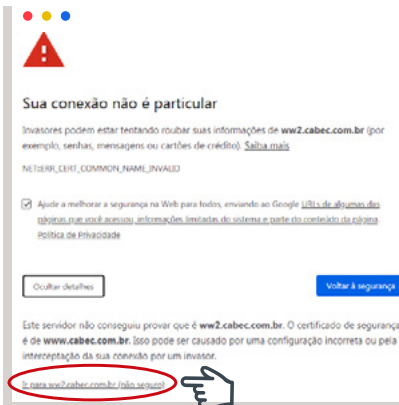 Sua conexão não é particular
Invasores podem estar tentando roubar suas informações de ww2.cabec.com.br (por
exemplo, senhas, mensagens ou cartões de crédito). Saiba mais
NET::ERR_CERT_COMMON_NAME_INVALID
Ajude a melhorar a segurança na Web para todos, enviando ao Google URLs de algumas das
páginas que você acessou, informações limitadas do sistema e parte do conteúdo da página.
Política de Privacidade
Ocultar detalhes
Voltar à segurança
Este servidor não conseguiu provar que é ww2.cabec.com.br. O certificado de segurança
é de www.cabec.com.br. Isso pode ser causado por uma configuração incorreta ou pela
interceptação da sua conexão por um invasor.
Ir para ww2.cabec.com.br (não seguro)